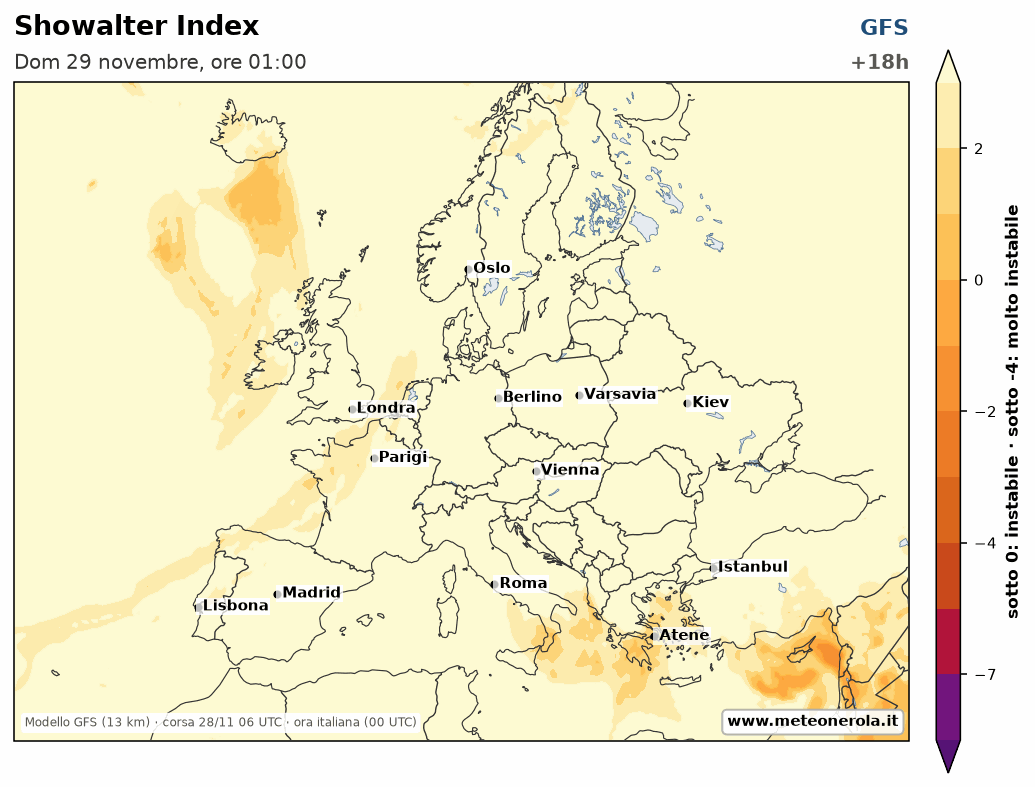 Showalter Index
GFS
Dom 29 novembre, ore 01:00
+18h
Oslo
Londra
Berlino
Varsavia
Kiev
Parigi
Vienna
Istanbul
Roma
Madrid
Lisbona
Atene
Modello GFS (13 km) · corsa 28/11 06 UTC · ora italiana (00 UTC)
www.meteonerola.it
2
0
−2
−4
−7
sotto 0: instabile · sotto -4: molto instabile